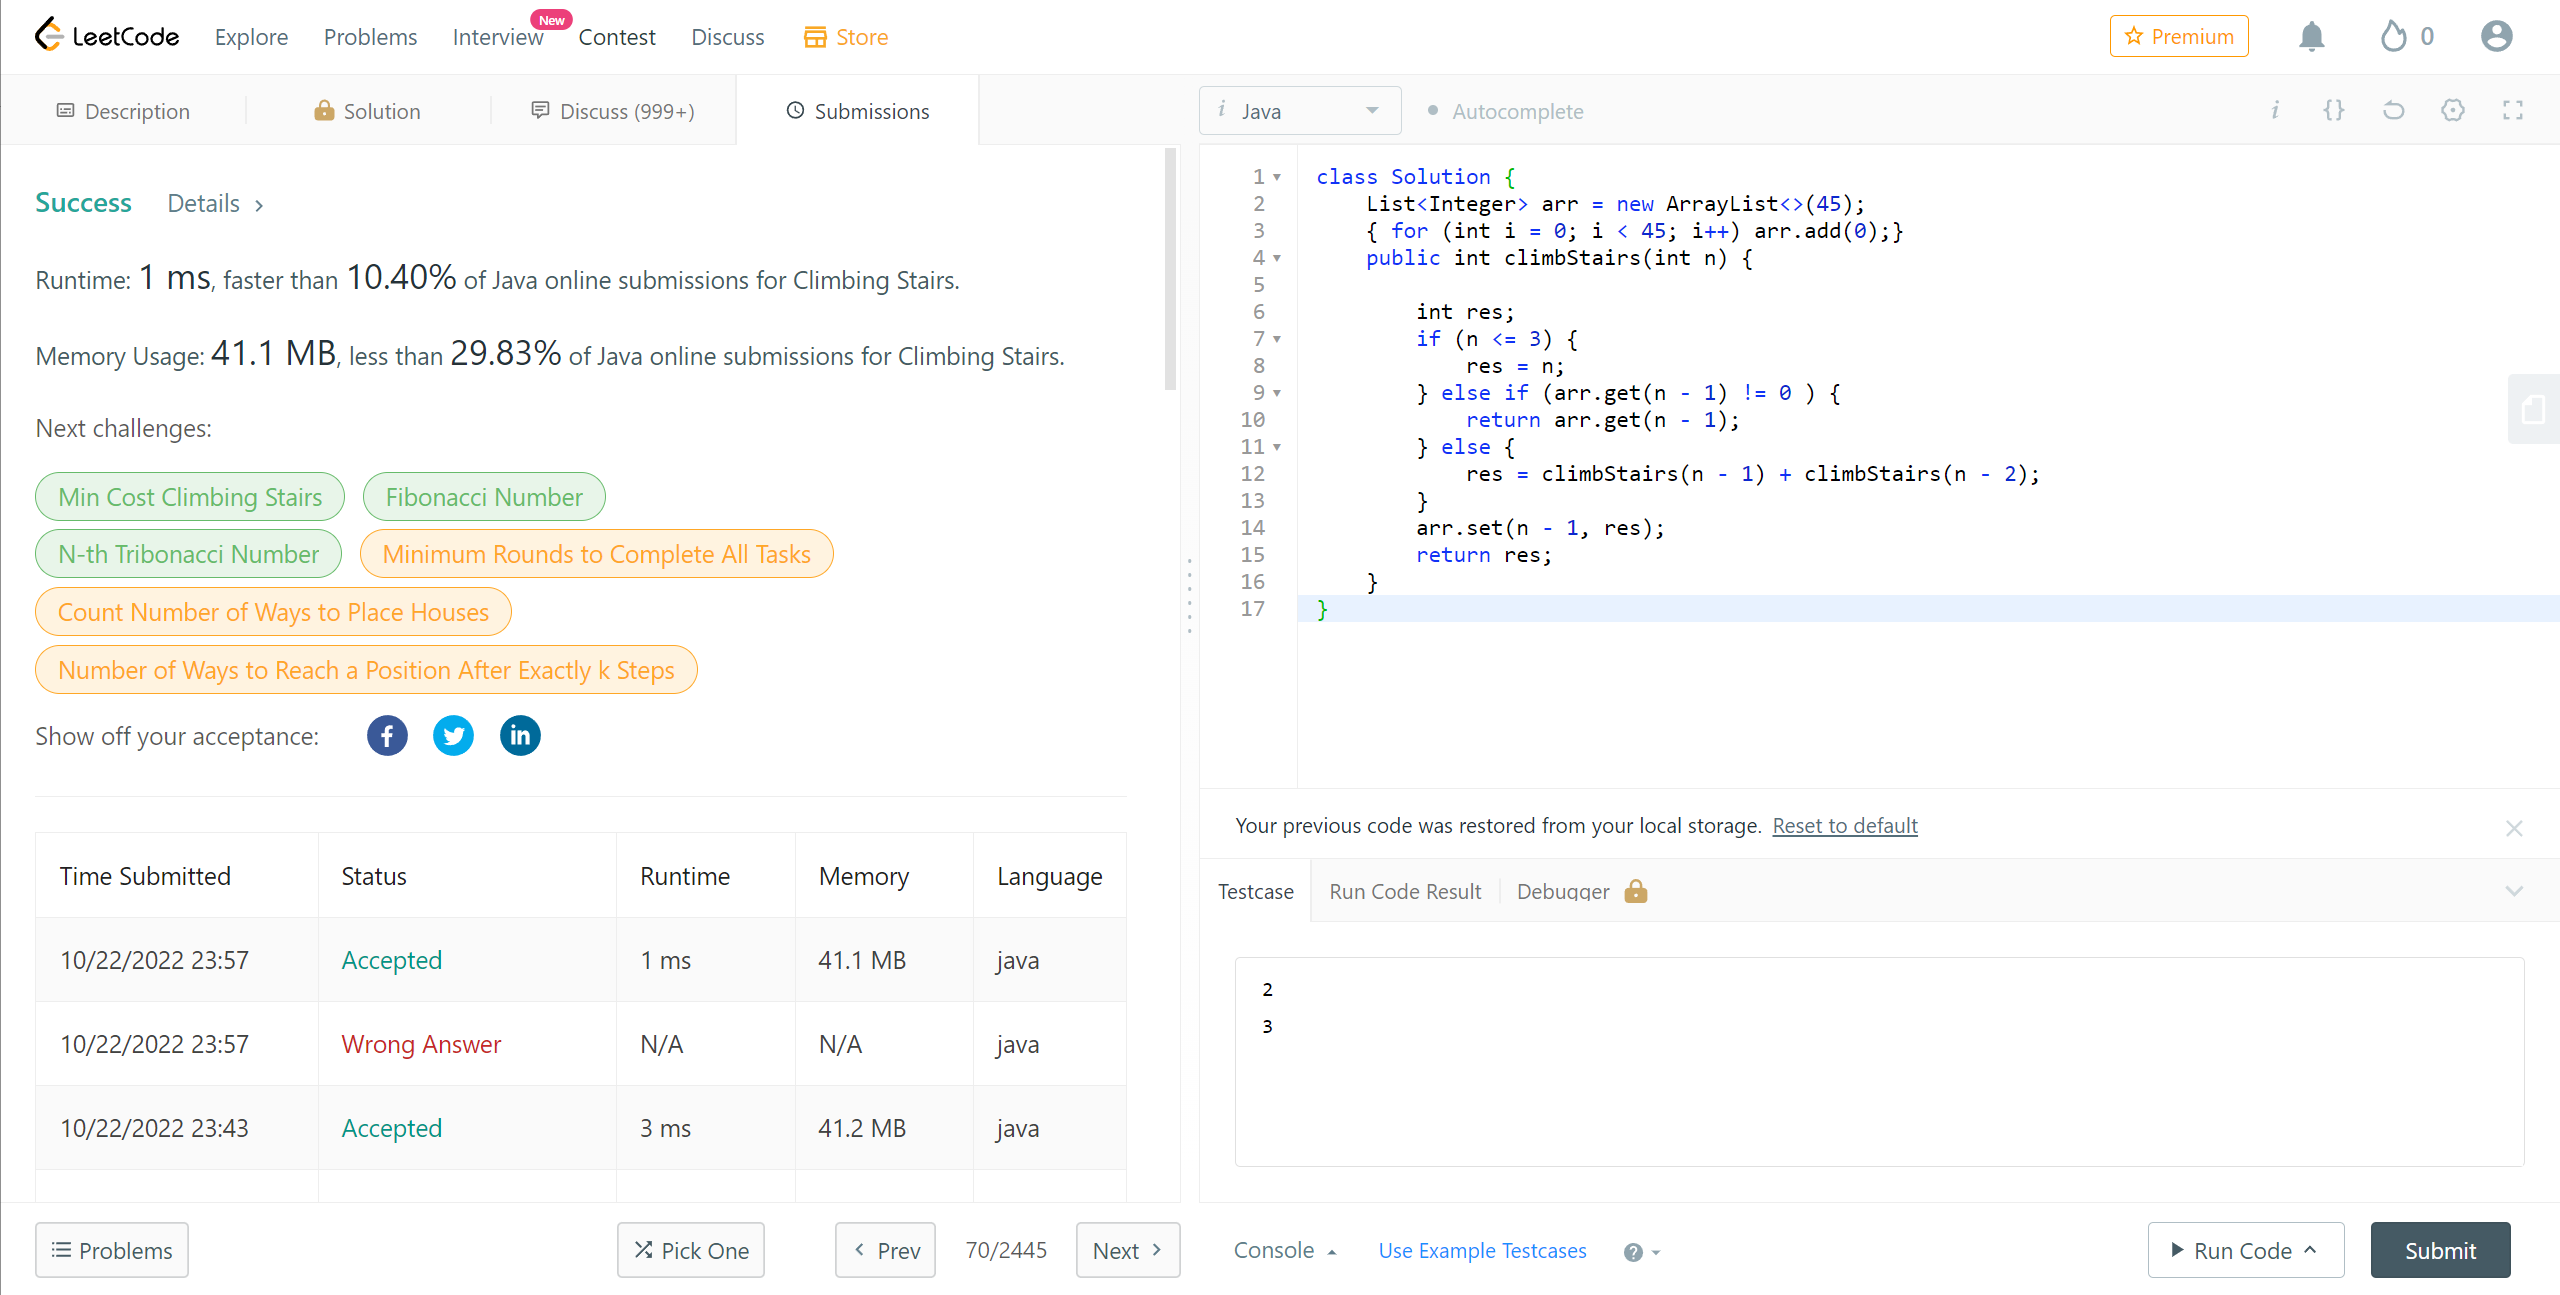 LeetCode Explore Problems Interview New Contest Discuss Store Premium 0
Description Solution Discuss (999+) Submissions
Success Details >
Runtime: 1 ms, faster than 10.40% of Java online submissions for Climbing Stairs.
Memory Usage: 41.1 MB, less than 29.83% of Java online submissions for Climbing Stairs.
Next challenges:
Min Cost Climbing Stairs Fibonacci Number
N-th Tribonacci Number Minimum Rounds to Complete All Tasks
Count Number of Ways to Place Houses
Number of Ways to Reach a Position After Exactly k Steps
Show off your acceptance: f in
Time Submitted Status Runtime Memory Language
10/22/2022 23:57 Accepted 1 ms 41.1 MB java
10/22/2022 23:57 Wrong Answer N/A N/A java
10/22/2022 23:43 Accepted 3 ms 41.2 MB java
Problems Pick One < Prev 70/2445 Next >
i Java Autocomplete i {}
1 class Solution {
2     List<Integer> arr = new ArrayList<>(45);
3     { for (int i = 0; i < 45; i++) arr.add(0);}
4     public int climbStairs(int n) {
5
6         int res;
7         if (n <= 3) {
8             res = n;
9         } else if (arr.get(n - 1) != 0 ) {
10             return arr.get(n - 1);
11         } else {
12             res = climbStairs(n - 1) + climbStairs(n - 2);
13         }
14         arr.set(n - 1, res);
15         return res;
16     }
17 }
Your previous code was restored from your local storage. Reset to default
Testcase Run Code Result Debugger
2
3
Console Use Example Testcases ? Run Code Submit